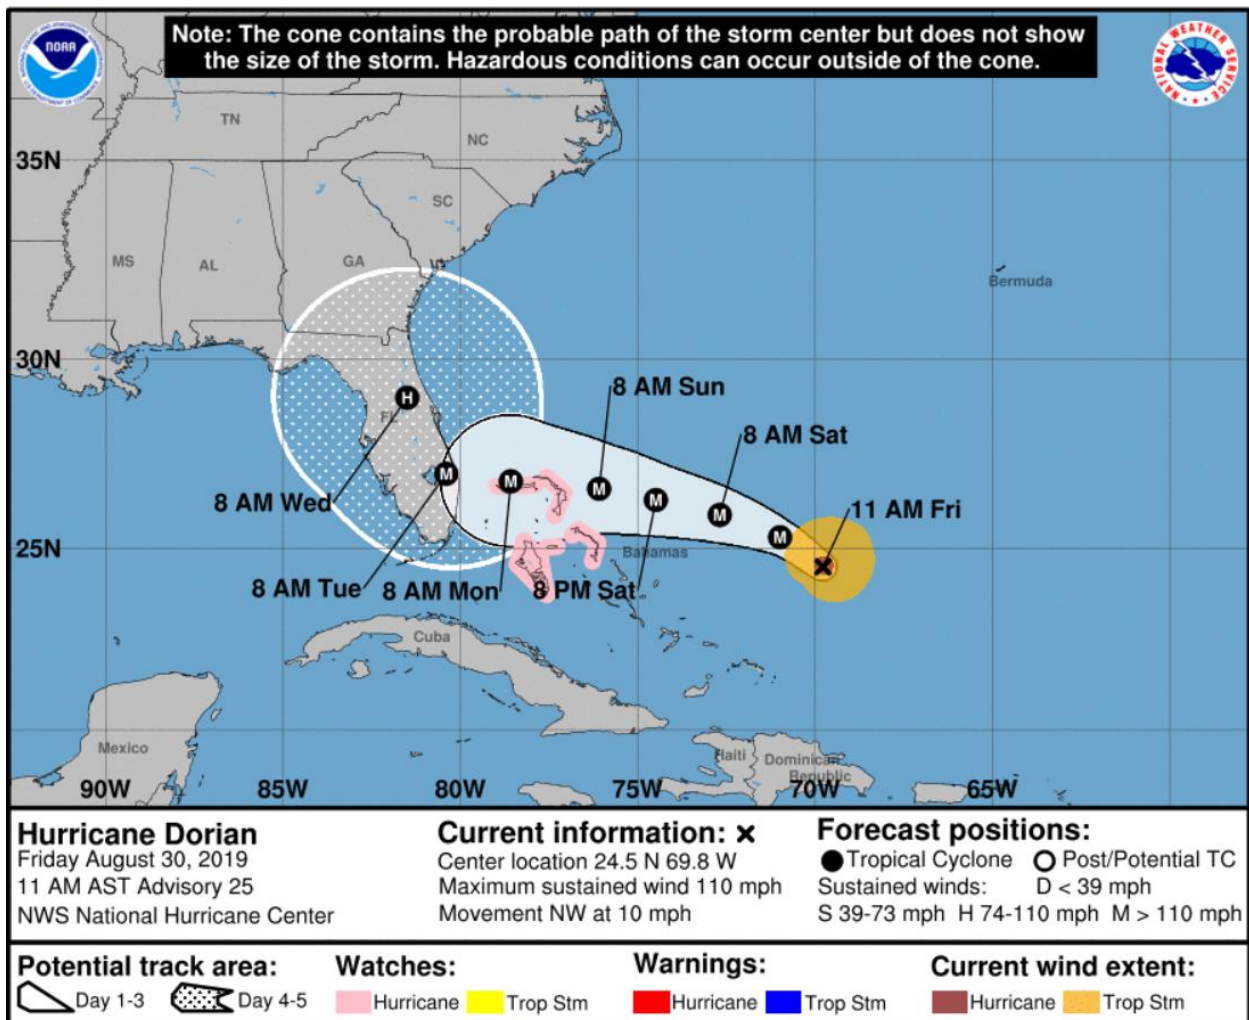 Note: The cone contains the probable path of the storm center but does not show
the size of the storm. Hazardous conditions can occur outside of the cone.
NOAA
NATIONAL WEATHER SERVICE
TN
NC
35N
SC
MS
AL
GA
Bermuda
30N
8 AM Sun
H
8 AM Sat
FL
M
M
M
M
M
M
8 AM Wed
11 AM Fri
25N
Bahamas
8 AM Tue
8 AM Mon
8 PM Sat
Cuba
Mexico
Haiti
Dominican
Republic
90W
85W
80W
75W
70W
65W
Hurricane Dorian
Friday August 30, 2019
11 AM AST Advisory 25
NWS National Hurricane Center
Current information: ×
Center location 24.5 N 69.8 W
Maximum sustained wind 110 mph
Movement NW at 10 mph
Forecast positions:
Tropical Cyclone
Post/Potential TC
Sustained winds: D < 39 mph
S 39-73 mph H 74-110 mph M > 110 mph
Potential track area:
Day 1-3
Day 4-5
Watches:
Hurricane
Trop Stm
Warnings:
Hurricane
Trop Stm
Current wind extent:
Hurricane
Trop Stm